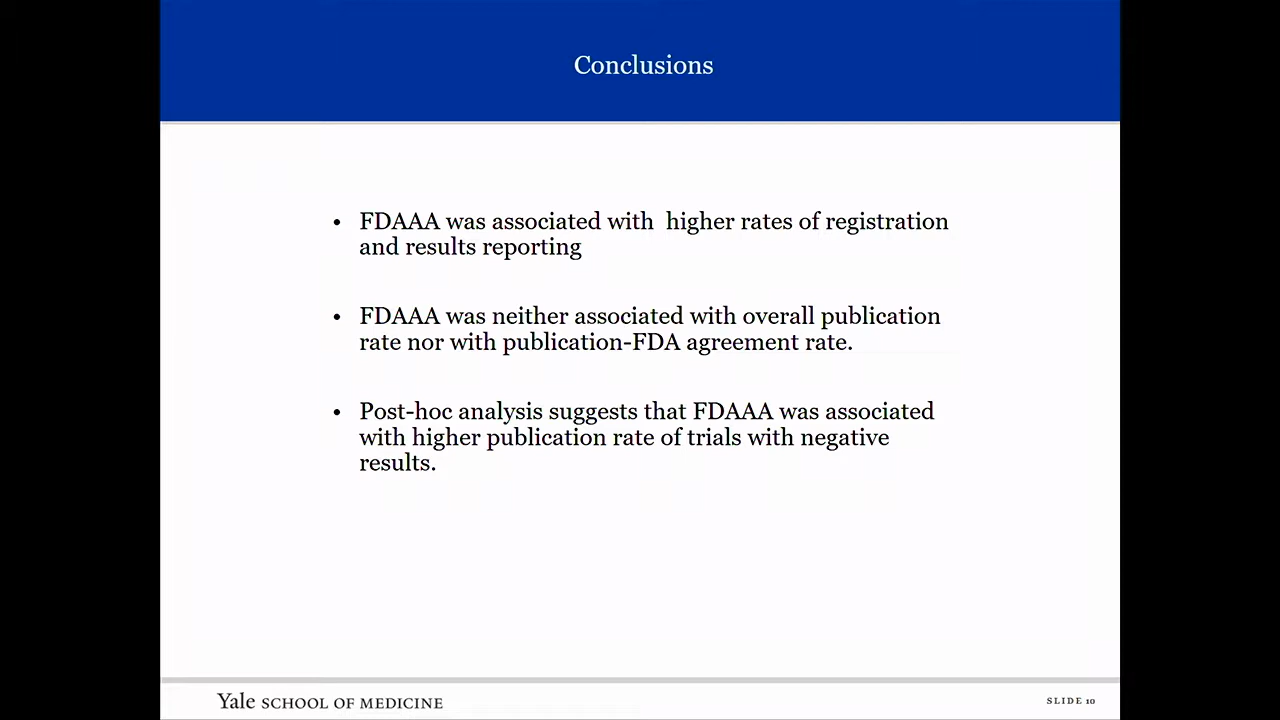 Conclusions
• FDAAA was associated with  higher rates of registration
and results reporting
• FDAAA was neither associated with overall publication
rate nor with publication-FDA agreement rate.
• Post-hoc analysis suggests that FDAAA was associated
with higher publication rate of trials with negative
results.
Yale SCHOOL OF MEDICINE
SLIDE 10